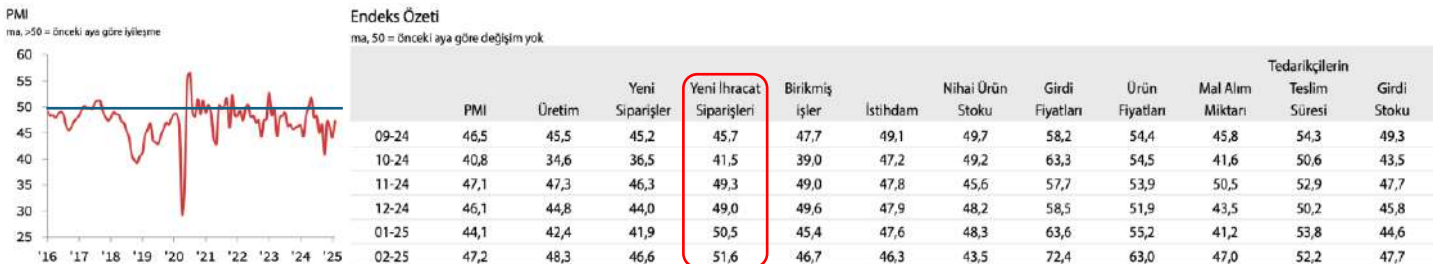 PMI
ma, >50 = önceki aya göre iyileşme
60
55
50
45
40
35
30
25
'16 '17 '18 '19 '20 '21 '22 '23 '24 '25
Endeks Özeti
ma, 50 = önceki aya göre değişim yok
PMI Üretim Yeni Siparişler Yeni İhracat Siparişleri Birikmiş işler İstihdam Nihai Ürün Stoku Girdi Fiyatları Ürün Fiyatları Mal Alım Miktarı Tedarikçilerin Teslim Süresi Girdi Stoku
09-24 46,5 45,5 45,2 45,7 47,7 49,1 49,7 58,2 54,4 45,8 54,3 49,3
10-24 40,8 34,6 36,5 41,5 39,0 47,2 49,2 63,3 54,5 41,6 50,6 43,5
11-24 47,1 47,3 46,3 49,3 49,0 47,8 45,6 57,7 53,9 50,5 52,9 47,7
12-24 46,1 44,8 44,0 49,0 49,6 47,9 48,2 58,5 51,9 43,5 50,2 45,8
01-25 44,1 42,4 41,9 50,5 45,4 47,6 48,3 63,6 55,2 41,2 53,8 44,6
02-25 47,2 48,3 46,6 51,6 46,7 46,3 43,5 72,4 63,0 47,0 52,2 47,7